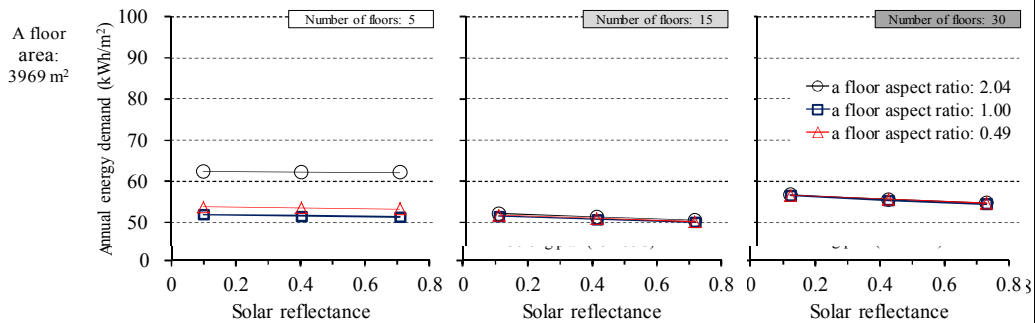 A floor
area:
3969 m²
Annual energy demand (kWh/m²)
100
90
80
70
60
50
0
Number of floors: 5
0 0.2 0.4 0.6 0.8
Solar reflectance
Number of floors: 15
0 0.2 0.4 0.6 0.8
Solar reflectance
Number of floors: 30
a floor aspect ratio: 2.04
a floor aspect ratio: 1.00
a floor aspect ratio: 0.49
0 0.2 0.4 0.6 0.8
Solar reflectance
8